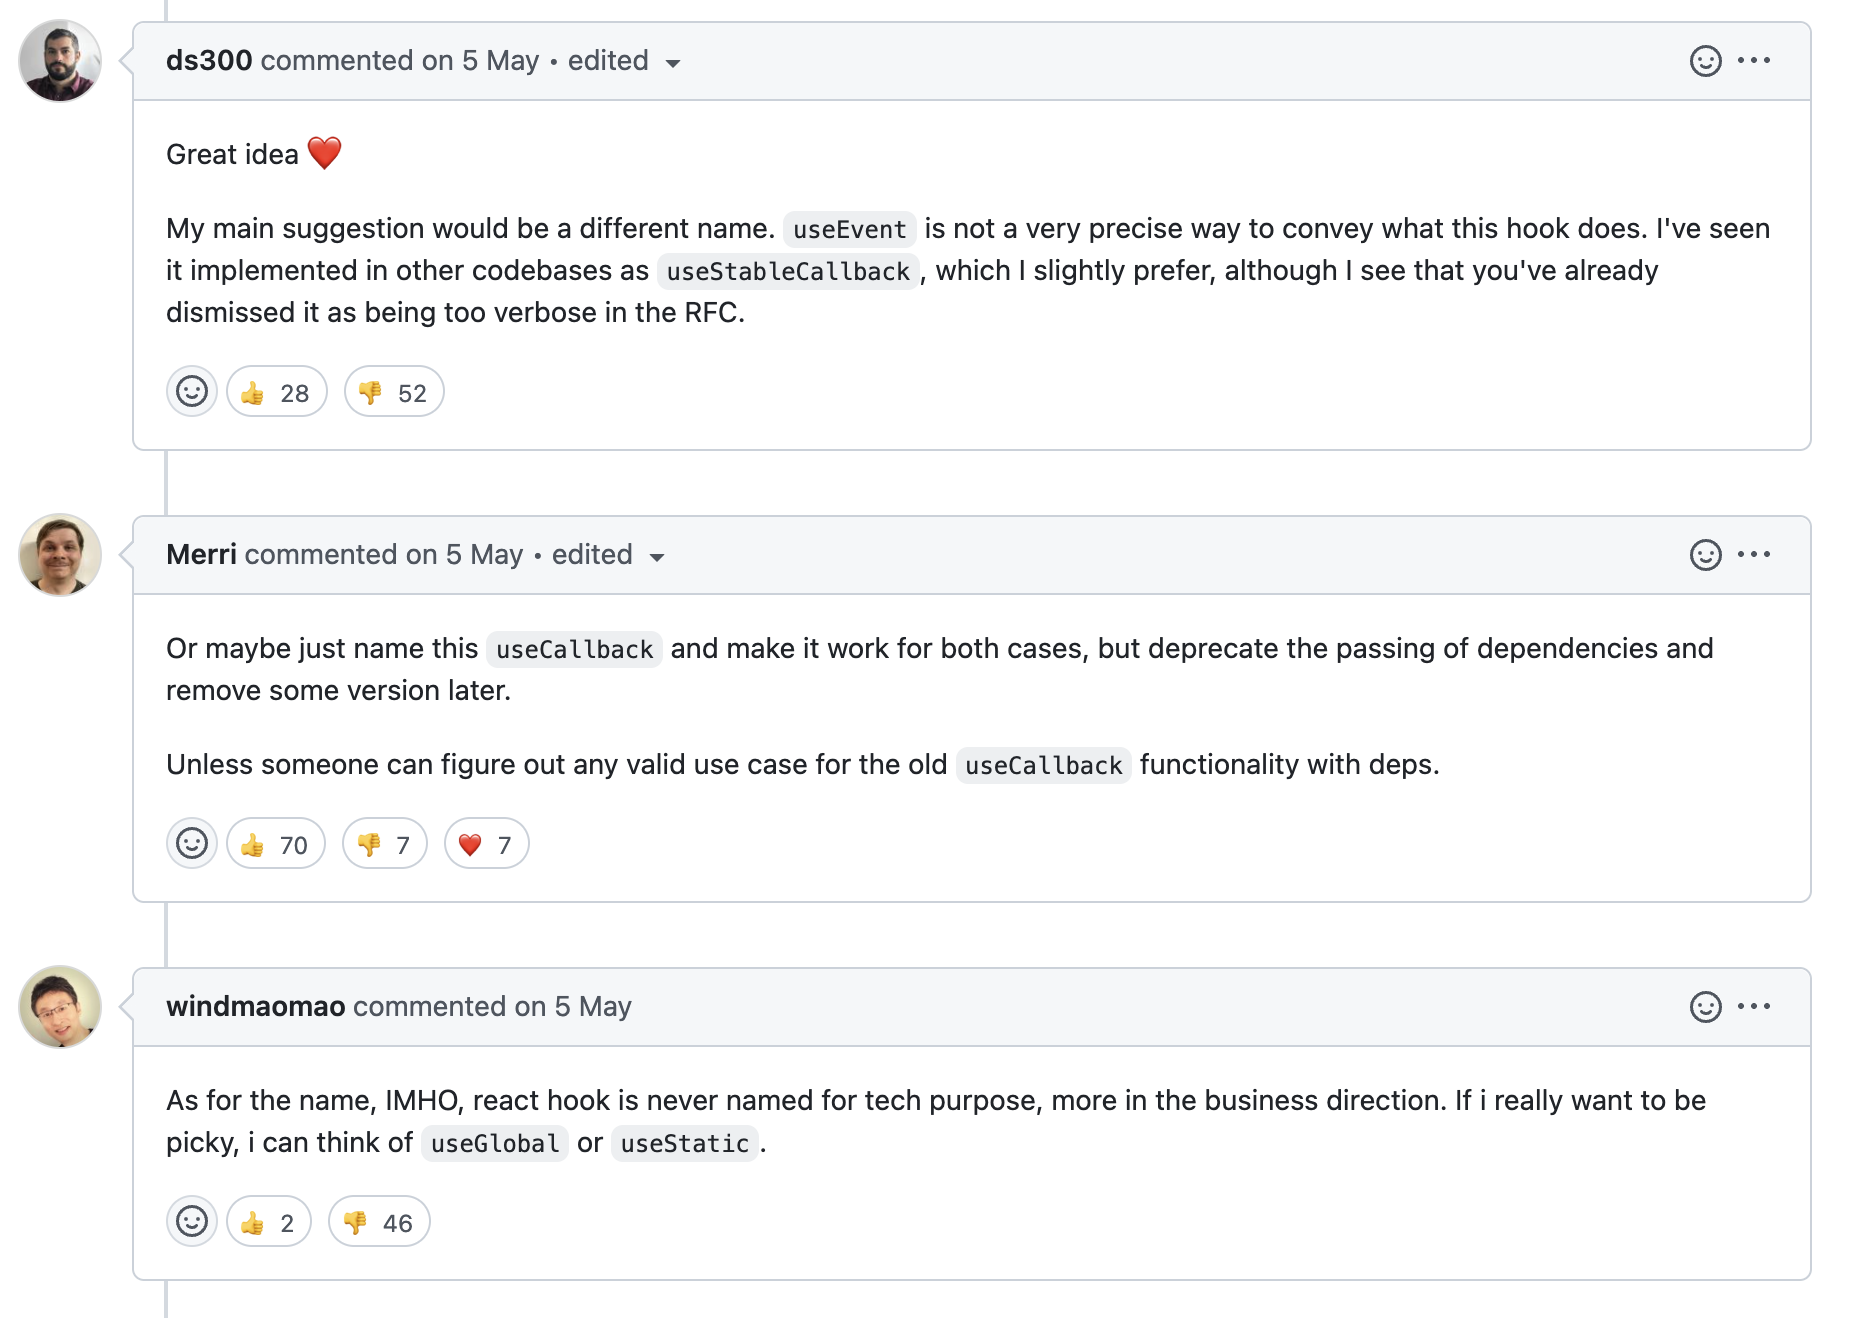 ds300 commented on 5 May • edited
Great idea ❤️
My main suggestion would be a different name. useEvent is not a very precise way to convey what this hook does. I've seen
it implemented in other codebases as useStableCallback, which I slightly prefer, although I see that you've already
dismissed it as being too verbose in the RFC.
👍 28 👎 52
Merri commented on 5 May • edited
Or maybe just name this useCallback and make it work for both cases, but deprecate the passing of dependencies and
remove some version later.
Unless someone can figure out any valid use case for the old useCallback functionality with deps.
👍 70 👎 7 ❤️ 7
windmaomao commented on 5 May
As for the name, IMHO, react hook is never named for tech purpose, more in the business direction. If i really want to be
picky, i can think of useGlobal or useStatic.
👍 2 👎 46